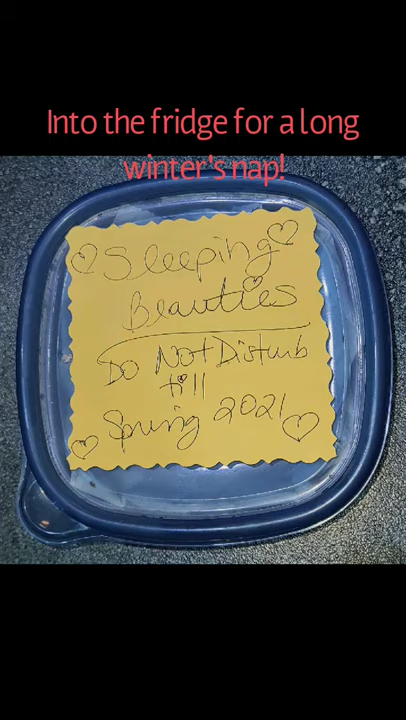 Into the fridge for a long
winter's nap!
Sleeping
Beauties
Do Not Disturb
till
Spring 2021